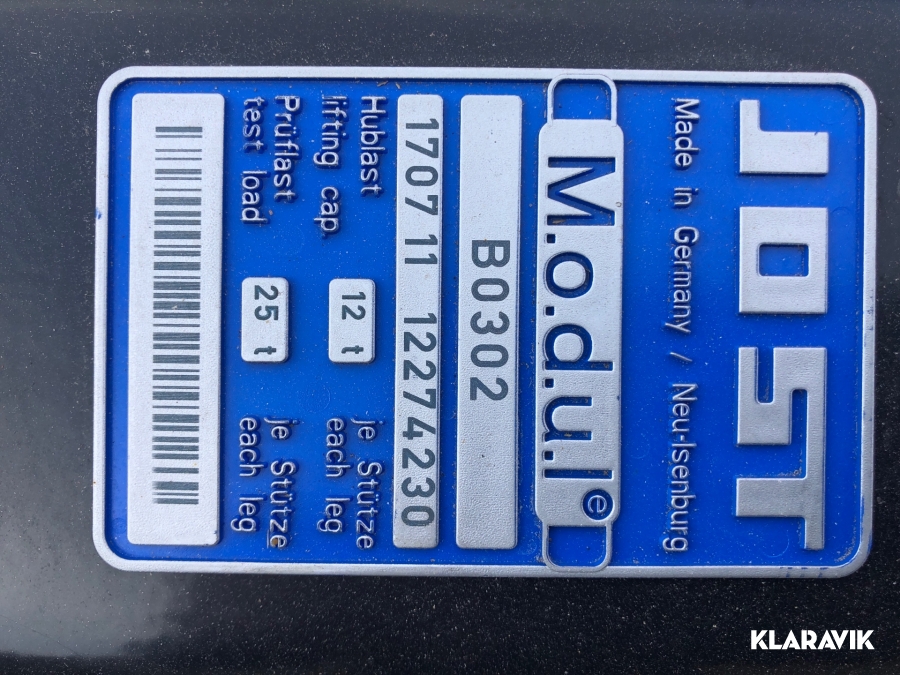 JOST
Made in Germany / Neu-Isenburg
M.o.d.u.l e
B0302
1707 11 12274230
Hublast 12 t je Stütze
lifting cap. each leg
Prüflast 25 t je Stütze
test load each leg
KLARAVIK